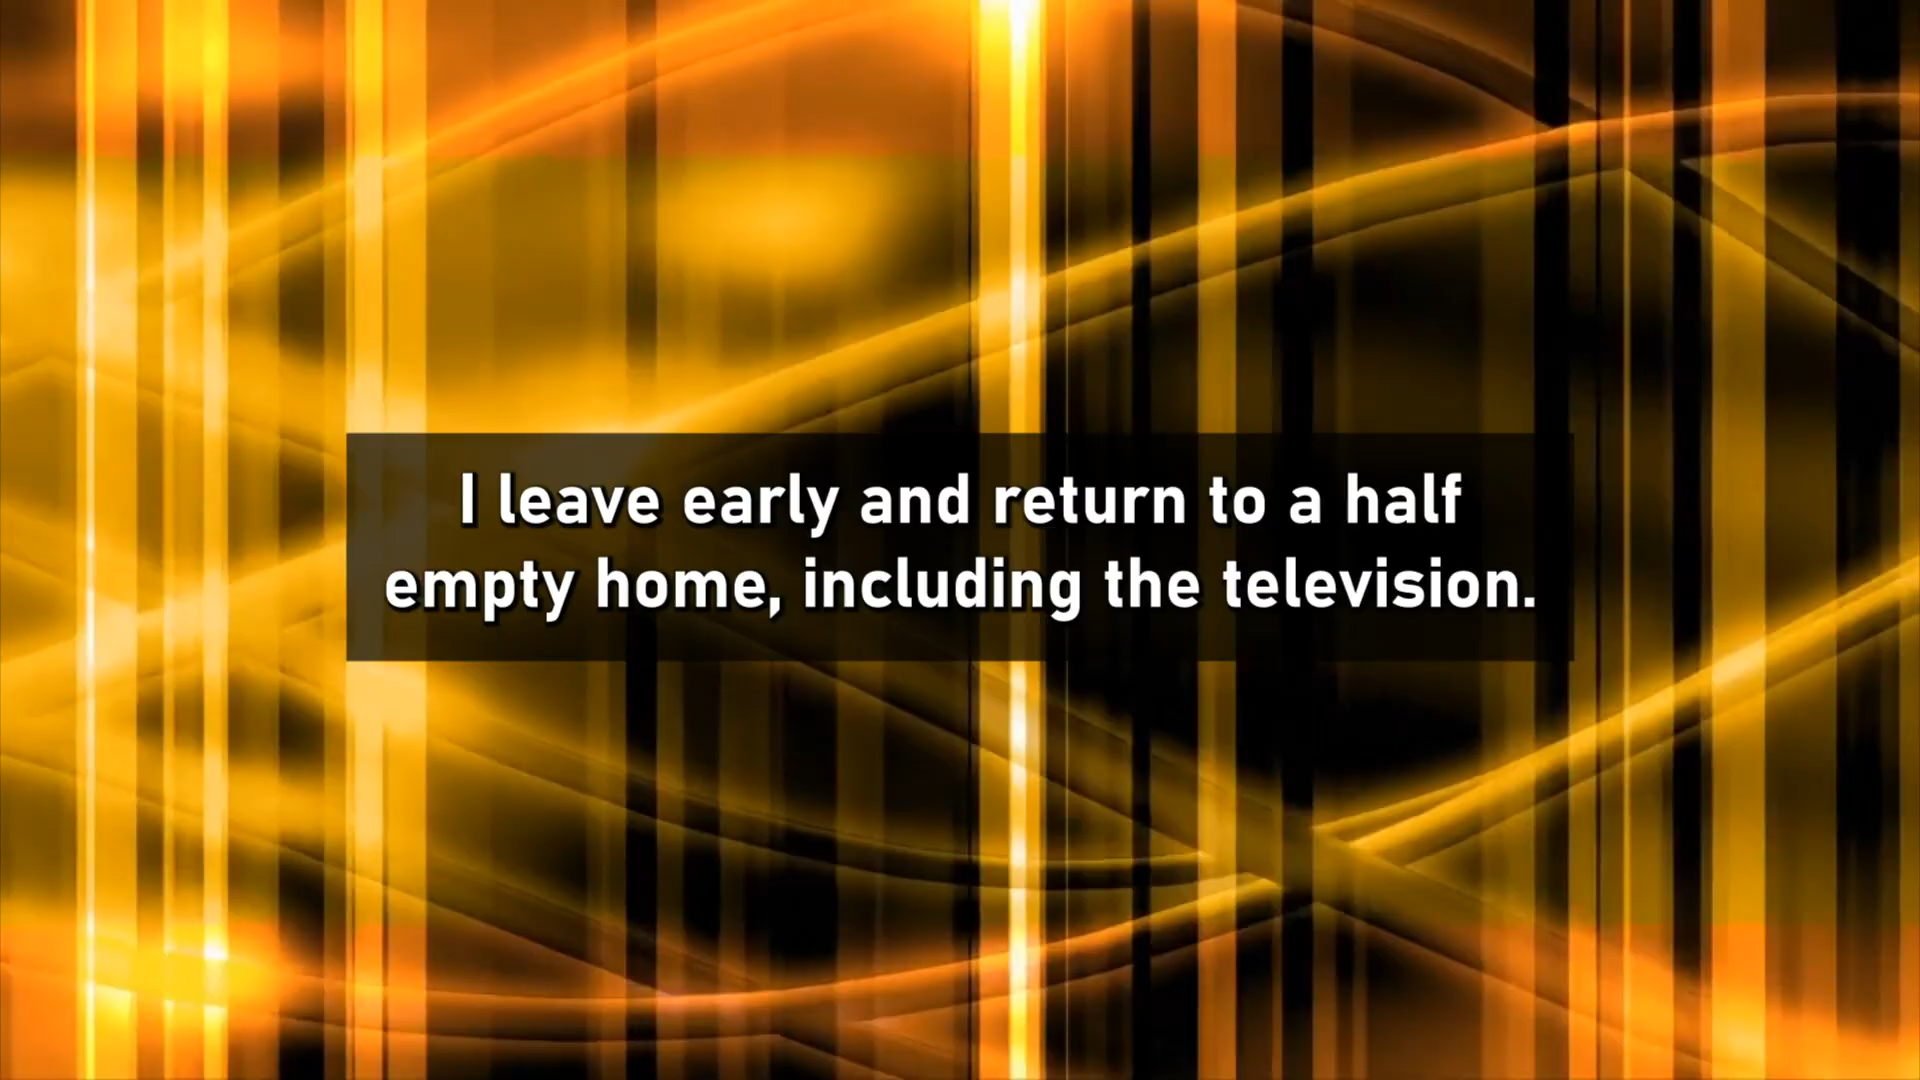 I leave early and return to a half
empty home, including the television.